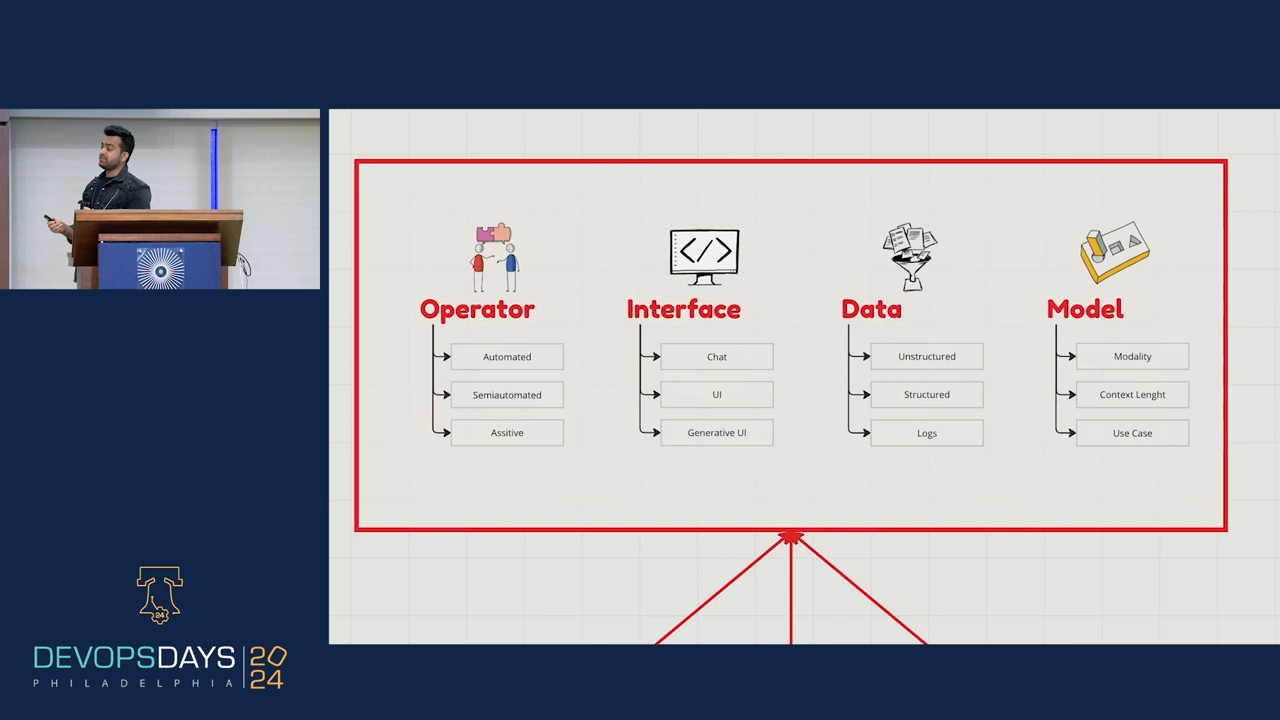 Operator
Automated
Semiautomated
Assitive
Interface
</>
Chat
UI
Generative UI
Data
Unstructured
Structured
Logs
Model
Modality
Context Lenght
Use Case
24
DEVOPSDAYS
PHILADELPHIA
2024